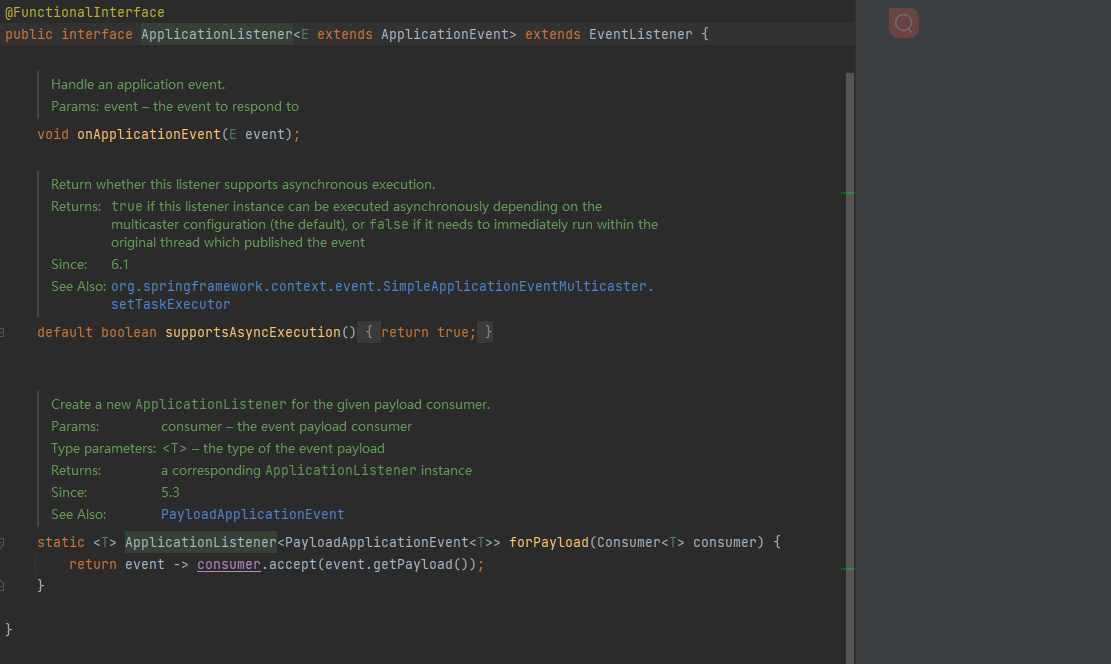 @FunctionalInterface
public interface ApplicationListener<E extends ApplicationEvent> extends EventListener {
Handle an application event.
Params: event – the event to respond to
void onApplicationEvent(E event);
Return whether this listener supports asynchronous execution.
Returns: true if this listener instance can be executed asynchronously depending on the
multicaster configuration (the default), or false if it needs to immediately run within the
original thread which published the event
Since: 6.1
See Also: org.springframework.context.event.SimpleApplicationEventMulticaster.
setTaskExecutor
default boolean supportsAsyncExecution() { return true; }
Create a new ApplicationListener for the given payload consumer.
Params: consumer – the event payload consumer
Type parameters: <T> – the type of the event payload
Returns: a corresponding ApplicationListener instance
Since: 5.3
See Also: PayloadApplicationEvent
static <T> ApplicationListener<PayloadApplicationEvent<T>> forPayload(Consumer<T> consumer) {
return event -> consumer.accept(event.getPayload());
}
}